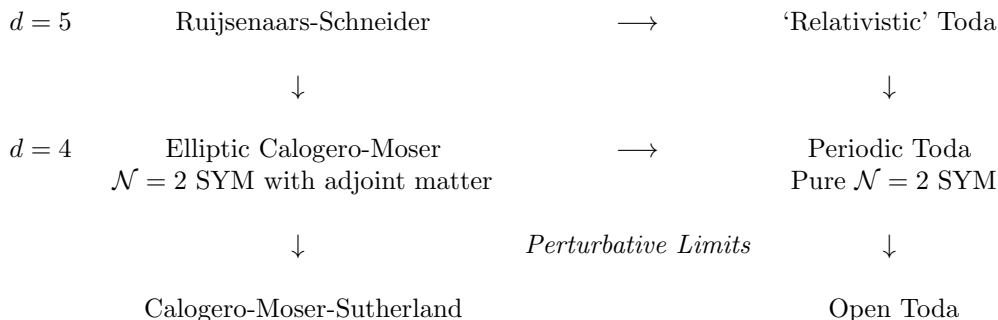 d = 5 Ruijsenaars-Schneider ⟶ ‘Relativistic’ Toda
↓ ↓
d = 4 Elliptic Calogero-Moser ⟶ Periodic Toda
𝒩 = 2 SYM with adjoint matter Pure 𝒩 = 2 SYM
↓ Perturbative Limits ↓
Calogero-Moser-Sutherland Open Toda